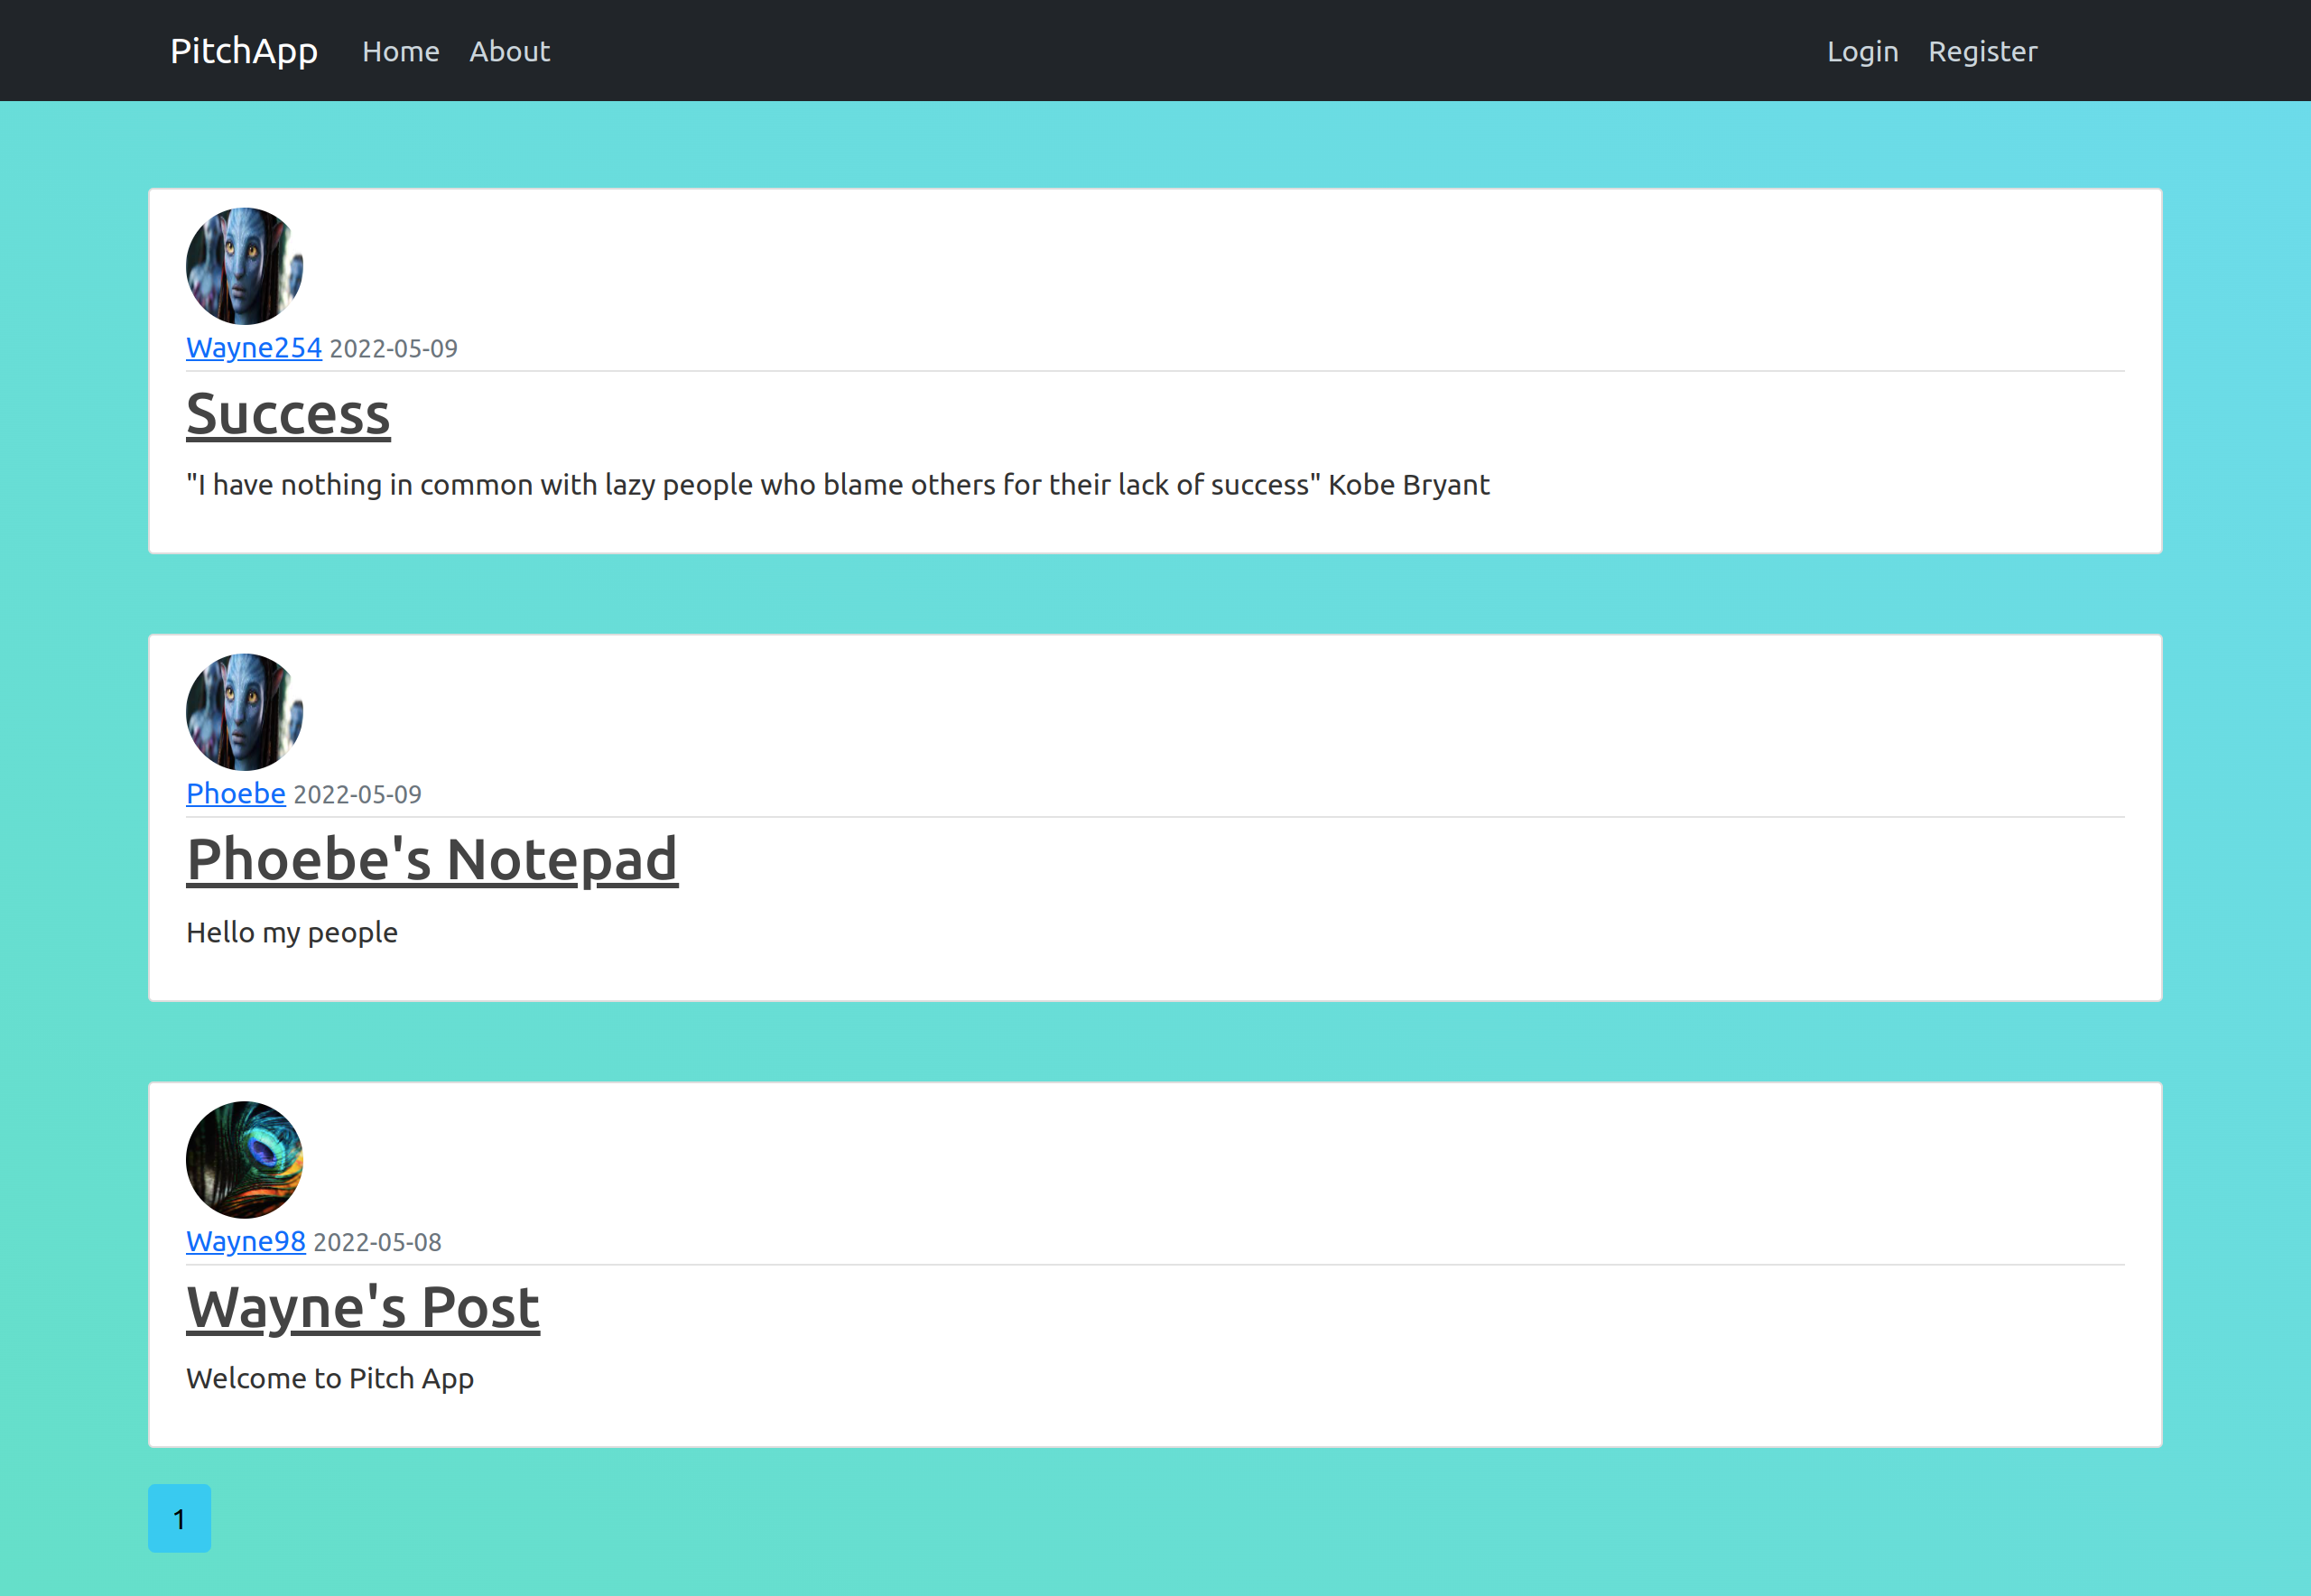 PitchApp Home About Login Register
Wayne254 2022-05-09
Success
"I have nothing in common with lazy people who blame others for their lack of success" Kobe Bryant
Phoebe 2022-05-09
Phoebe's Notepad
Hello my people
Wayne98 2022-05-08
Wayne's Post
Welcome to Pitch App
1